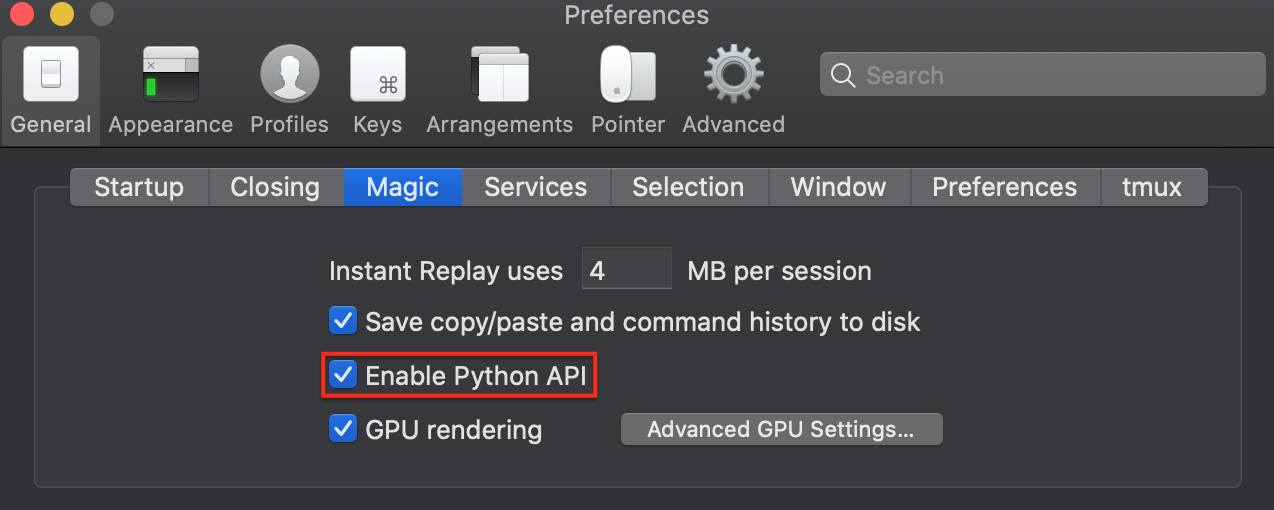 Preferences
General Appearance Profiles Keys Arrangements Pointer Advanced Search
Startup Closing Magic Services Selection Window Preferences tmux
Instant Replay uses 4 MB per session
Save copy/paste and command history to disk
Enable Python API
GPU rendering Advanced GPU Settings...